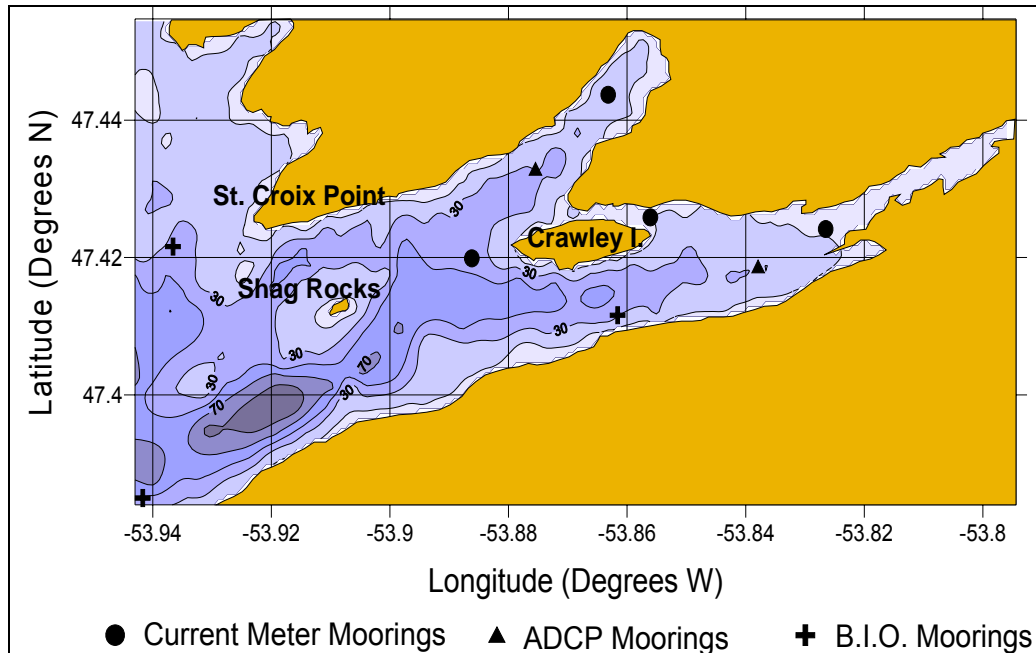 47.44
St. Croix Point
30
Crawley I.
47.42
30
Shag Rocks
30
30
30
70
30
47.4
70
30
Latitude (Degrees N)
-53.94
-53.92
-53.9
-53.88
-53.86
-53.84
-53.82
-53.8
Longitude (Degrees W)
Current Meter Moorings
ADCP Moorings
B.I.O. Moorings